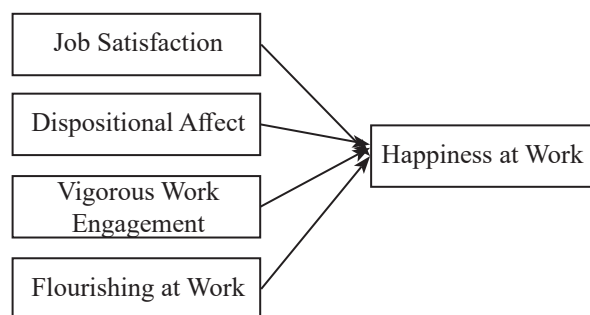 Job Satisfaction
Dispositional Affect
Vigorous Work
Engagement
Flourishing at Work
Happiness at Work